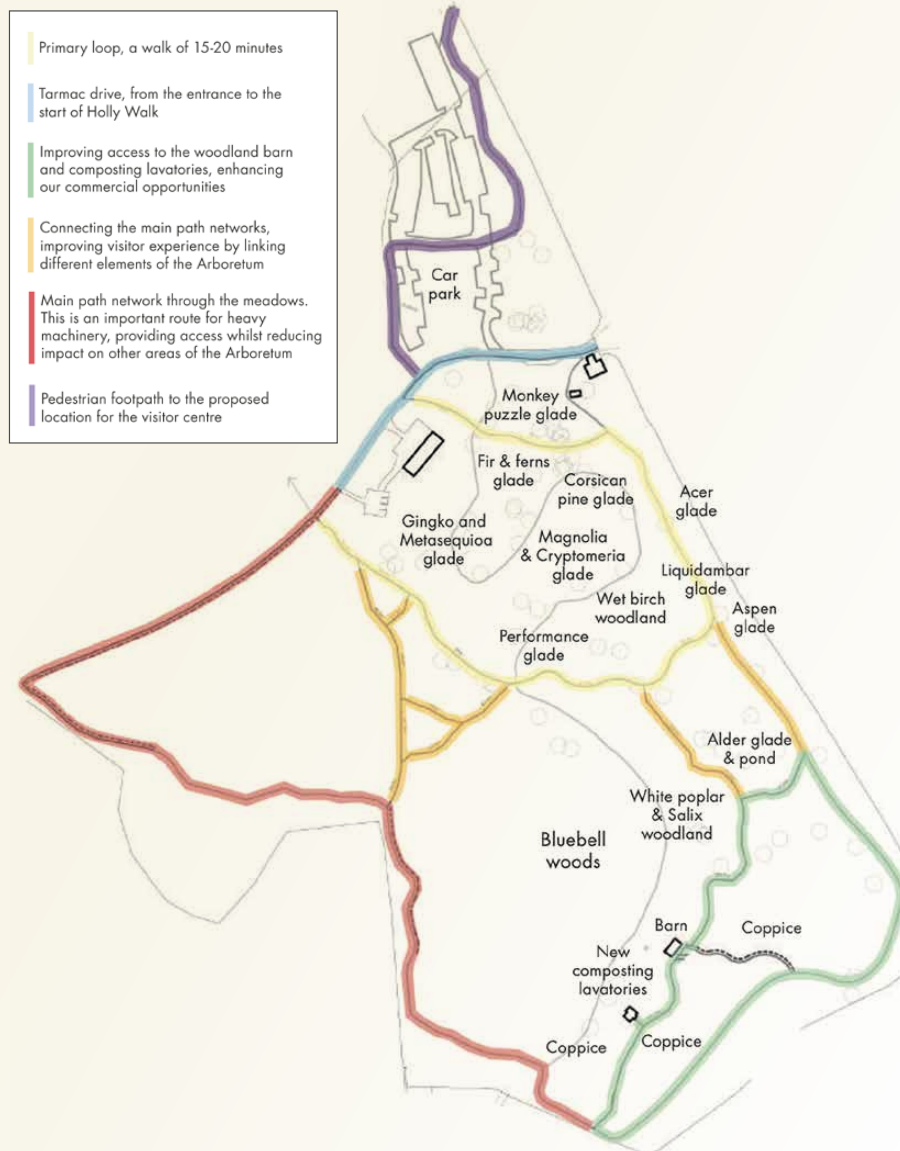 Primary loop, a walk of 15-20 minutes
Tarmac drive, from the entrance to the
start of Holly Walk
Improving access to the woodland barn
and composting lavatories, enhancing
our commercial opportunities
Connecting the main path networks,
improving visitor experience by linking
different elements of the Arboretum
Main path network through the meadows.
This is an important route for heavy
machinery, providing access whilst reducing
impact on other areas of the Arboretum
Pedestrian footpath to the proposed
location for the visitor centre
Car
park
Monkey
puzzle glade
Fir & ferns
glade
Corsican
pine glade
Acer
glade
Gingko and
Metasequioa
glade
Magnolia
& Cryptomeria
glade
Liquidambar
glade
Wet birch
woodland
Aspen
glade
Performance
glade
Alder glade
& pond
White poplar
& Salix
woodland
Bluebell
woods
Barn
Coppice
New
composting
lavatories
Coppice
Coppice